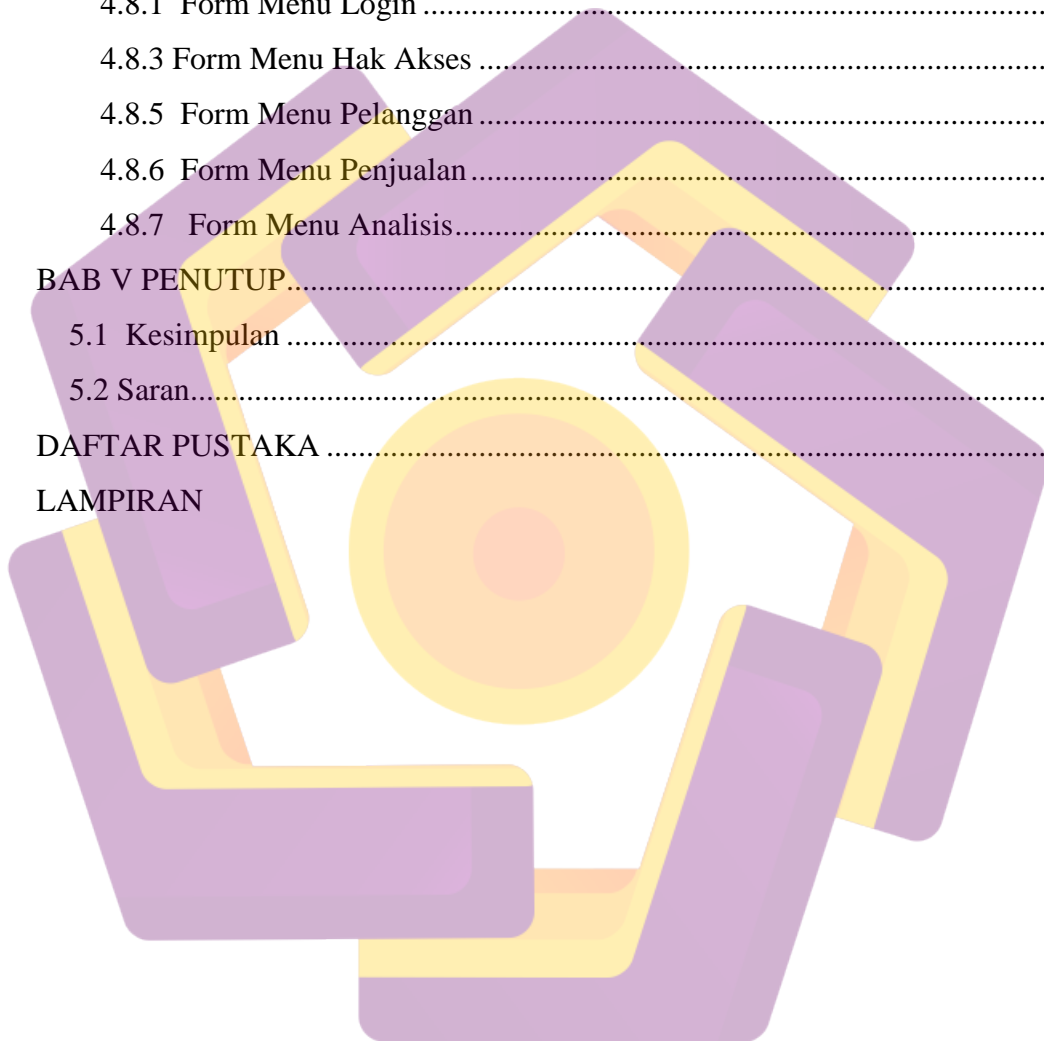 4.8.1 Form Menu Login ................................................................................
4.8.3 Form Menu Hak Akses .........................................................................
4.8.5 Form Menu Pelanggan .........................................................................
4.8.6 Form Menu Penjualan ..........................................................................
4.8.7 Form Menu Analisis.............................................................................
BAB V PENUTUP.................................................................................................
5.1 Kesimpulan ..................................................................................................
5.2 Saran..............................................................................................................
DAFTAR PUSTAKA ............................................................................................
LAMPIRAN